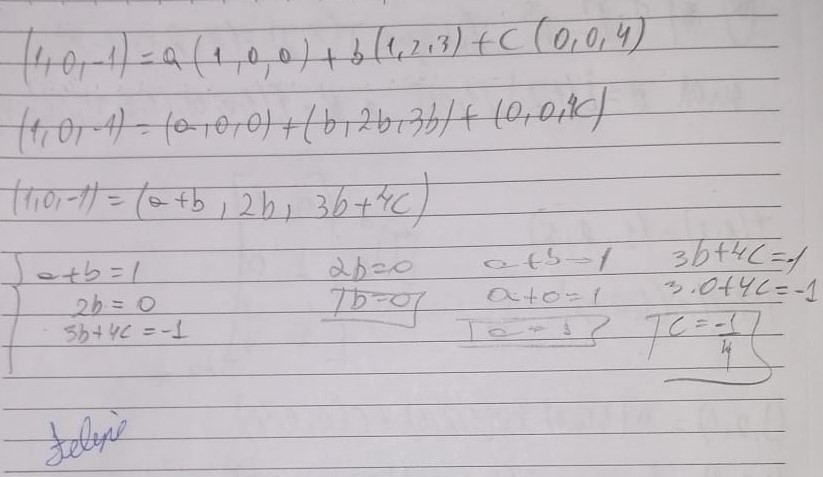 (1,0,-1) = a(1,0,0) + b(1,2,3) + C(0,0,4)
(1,0,-1) = (a,0,0) + (b,2b,3b) + (0,0,4C)
(1,0,-1) = (a+b, 2b, 3b+4C)
a+b=1 2b=0 a+b=1 3b+4C=-1
2b=0 b=0 a+0=1 3.0+4C=-1
3b+4C=-1 a=1 C=-1/4